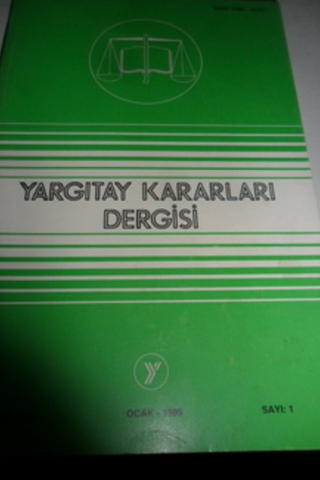 YARGITAY KARARLARI
DERGİSİ
Y
OCAK - 1989
SAYI: 1